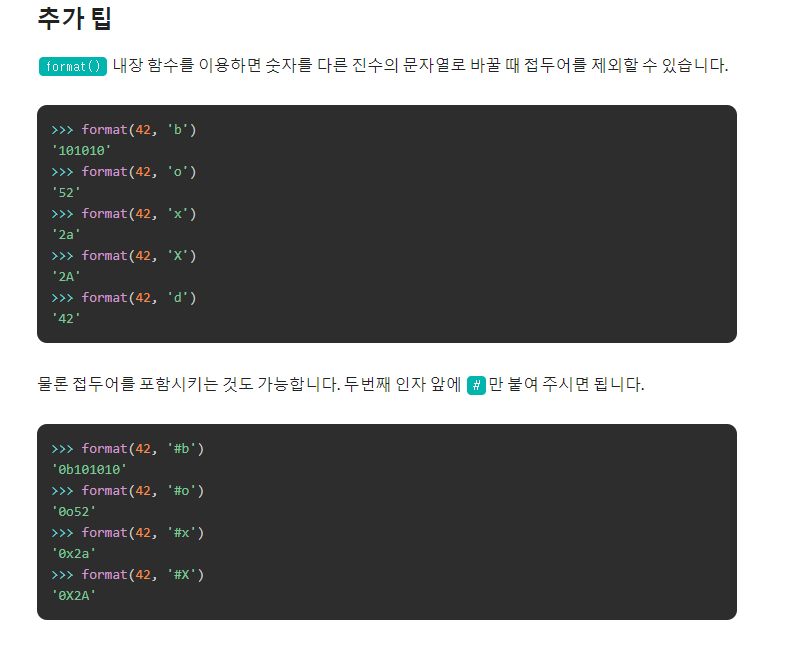 추가 팁
format() 내장 함수를 이용하면 숫자를 다른 진수의 문자열로 바꿀 때 접두어를 제외할 수 있습니다.
>>> format(42, 'b')
'101010'
>>> format(42, 'o')
'52'
>>> format(42, 'x')
'2a'
>>> format(42, 'X')
'2A'
>>> format(42, 'd')
'42'
물론 접두어를 포함시키는 것도 가능합니다. 두번째 인자 앞에 # 만 붙여 주시면 됩니다.
>>> format(42, '#b')
'0b101010'
>>> format(42, '#o')
'0o52'
>>> format(42, '#x')
'0x2a'
>>> format(42, '#X')
'0X2A'